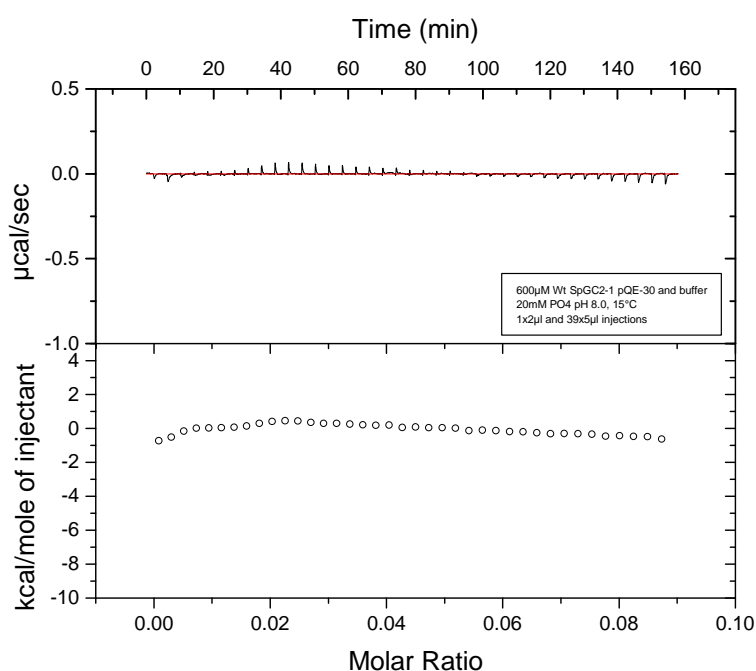 Time (min)
0 20 40 60 80 100 120 140 160
0.5
0.0
-0.5
-1.0
µcal/sec
600µM Wt SpGC2-1 pQE-30 and buffer
20mM PO4 pH 8.0, 15°C
1x2µl and 39x5µl injections
4
2
0
-2
-4
-6
-8
-10
kcal/mole of injectant
0.00 0.02 0.04 0.06 0.08 0.10
Molar Ratio